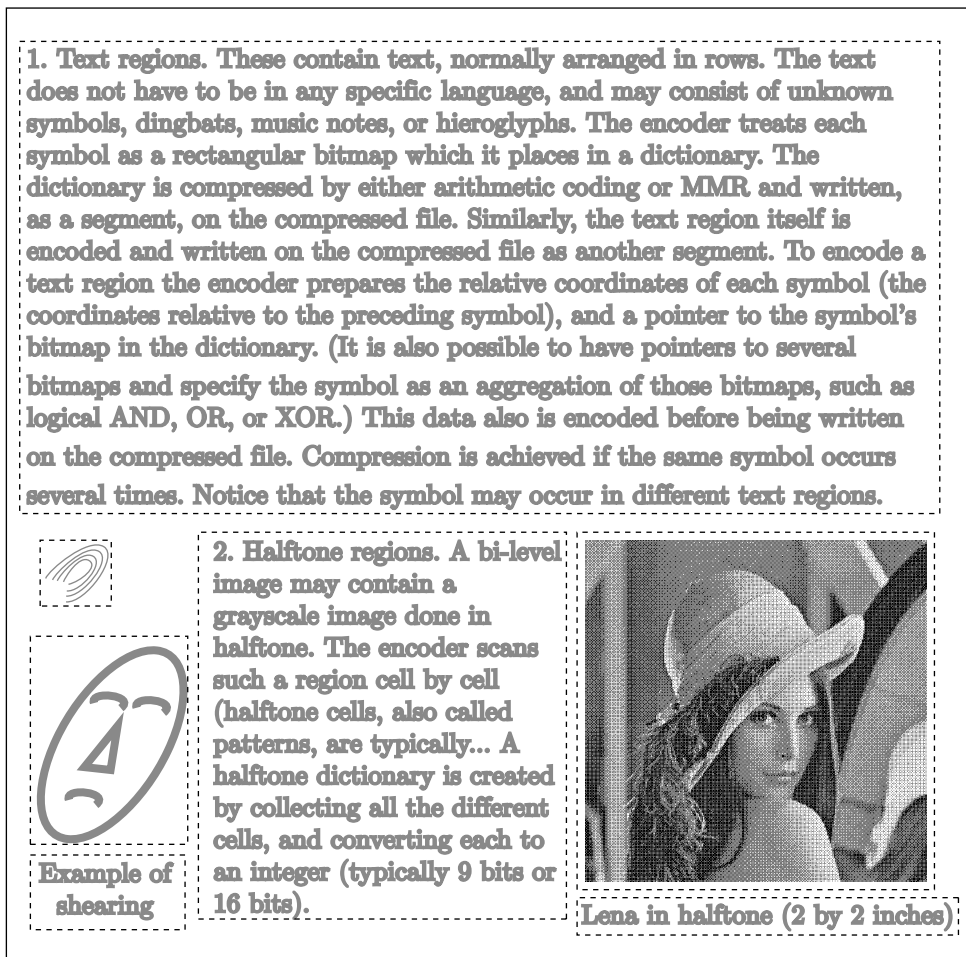 1. Text regions. These contain text, normally arranged in rows. The text
does not have to be in any specific language, and may consist of unknown
symbols, dingbats, music notes, or hieroglyphs. The encoder treats each
symbol as a rectangular bitmap which it places in a dictionary. The
dictionary is compressed by either arithmetic coding or MMR and written,
as a segment, on the compressed file. Similarly, the text region itself is
encoded and written on the compressed file as another segment. To encode a
text region the encoder prepares the relative coordinates of each symbol (the
coordinates relative to the preceding symbol), and a pointer to the symbol's
bitmap in the dictionary. (It is also possible to have pointers to several
bitmaps and specify the symbol as an aggregation of those bitmaps, such as
logical AND, OR, or XOR.) This data also is encoded before being written
on the compressed file. Compression is achieved if the same symbol occurs
several times. Notice that the symbol may occur in different text regions.
2. Halftone regions. A bi-level
image may contain a
grayscale image done in
halftone. The encoder scans
such a region cell by cell
(halftone cells, also called
patterns, are typically... A
halftone dictionary is created
by collecting all the different
cells, and converting each to
an integer (typically 9 bits or
16 bits).
Example of
shearing
Lena in halftone (2 by 2 inches)